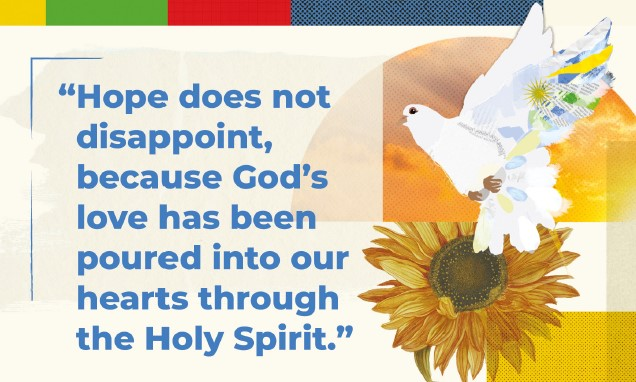 “Hope does not
disappoint,
because God’s
love has been
poured into our
hearts through
the Holy Spirit.”